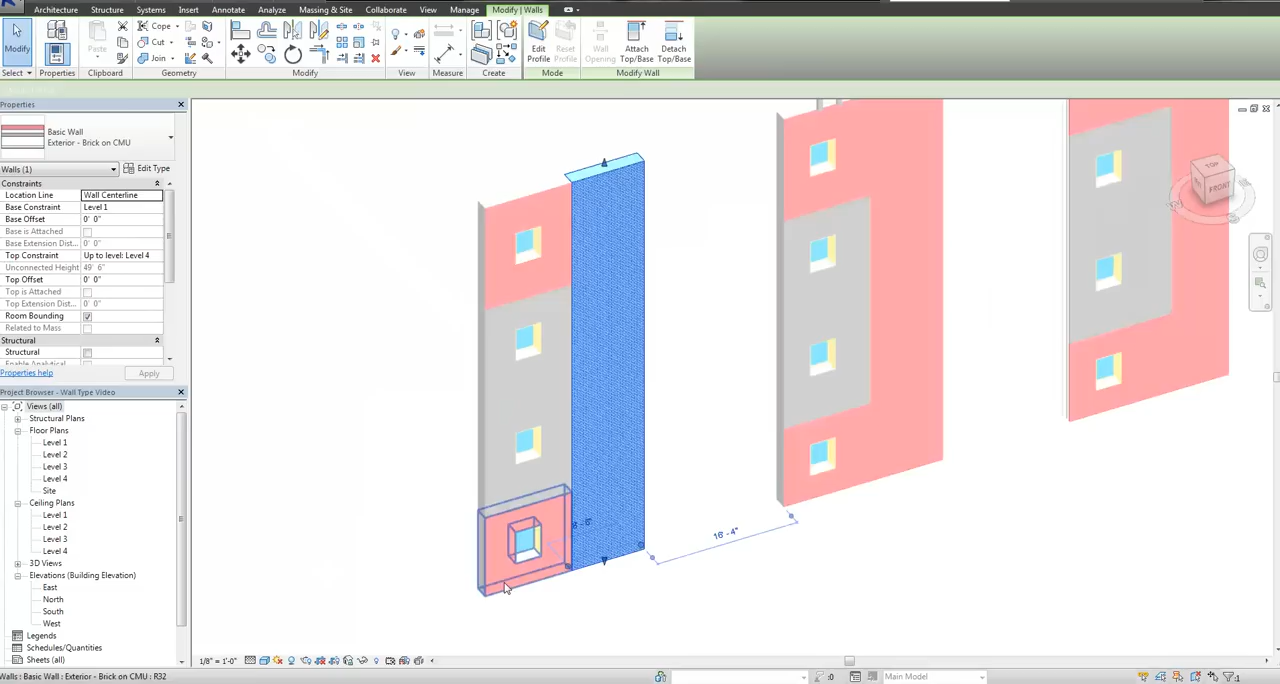 Architecture Structure Systems Insert Annotate Analyze Massing & Site Collaborate View Manage Modify | Walls
Modify
Paste
Cope
Cut
Join
Edit Profile
Reset Profile
Wall Opening
Attach Top/Base
Detach Top/Base
Select Properties Clipboard Geometry Modify View Measure Create Mode Modify Wall
Properties
Basic Wall
Exterior - Brick on CMU
Walls (1) Edit Type
Constraints
Location Line Wall Centerline
Base Constraint Level 1
Base Offset 0' 0"
Base is Attached
Base Extension Dist... 0' 0"
Top Constraint Up to level: Level 4
Unconnected Height 49' 6"
Top Offset 0' 0"
Top is Attached
Top Extension Dist... 0' 0"
Room Bounding
Related to Mass
Structural
Structural
Enable Analytical
Properties help Apply
Project Browser - Wall Type Video
Views (all)
Structural Plans
Floor Plans
Level 1
Level 2
Level 3
Level 4
Site
Ceiling Plans
Level 1
Level 2
Level 3
Level 4
3D Views
Elevations (Building Elevation)
East
North
South
West
Legends
Schedules/Quantities
Sheets (all)
TOP
FRONT
16' - 4"
1/8" = 1'-0"
Walls : Basic Wall : Exterior - Brick on CMU : R32
:0
Main Model
:1